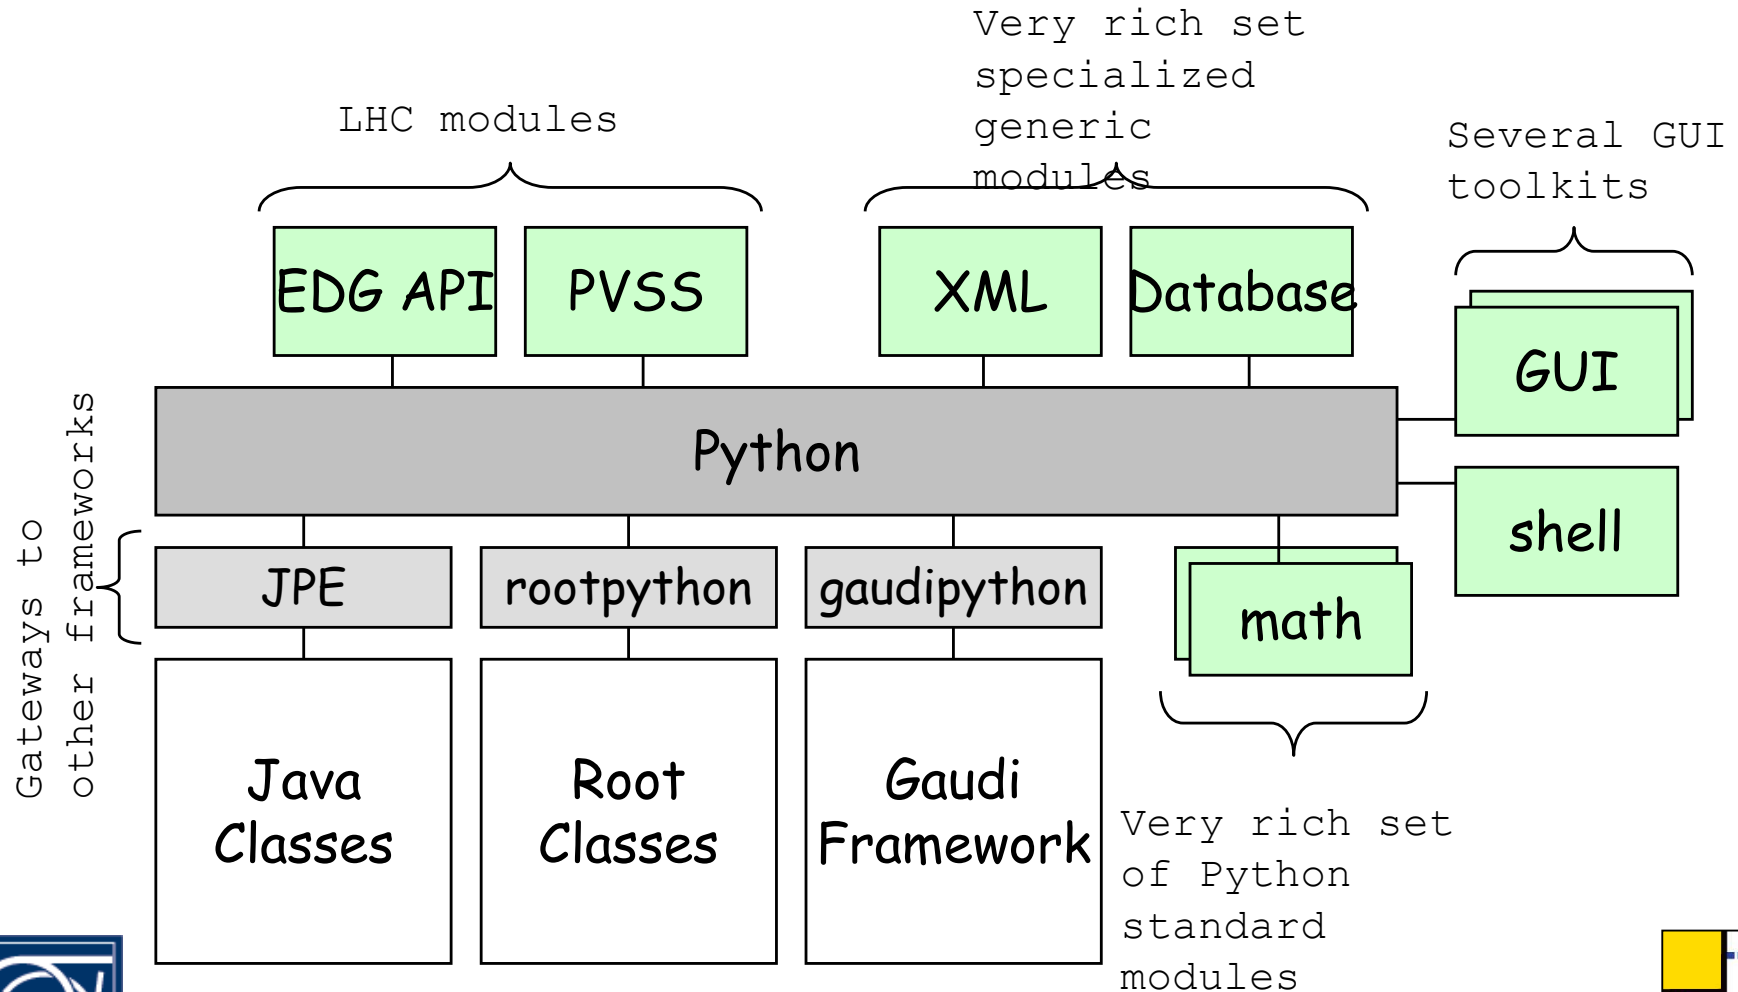 Very rich set
specialized
generic
modules
LHC modules
Several GUI
toolkits
EDG API
PVSS
XML
Database
GUI
Python
shell
Gateways to
other frameworks
JPE
rootpython
gaudipython
math
Java
Classes
Root
Classes
Gaudi
Framework
Very rich set
of Python
standard
modules